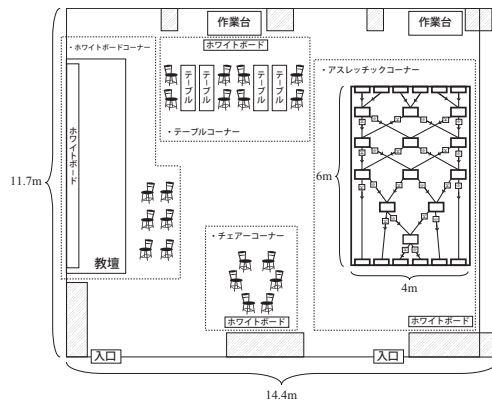 作業台
作業台
・ホワイトボードコーナー
ホワイトボード
・アスレッチックコーナー
ホワイトボード
テーブル
テーブル
テーブル
テーブル
・テーブルコーナー
11.7m
6m
教壇
・チェアーコーナー
4m
ホワイトボード
ホワイトボード
入口
入口
14.4m